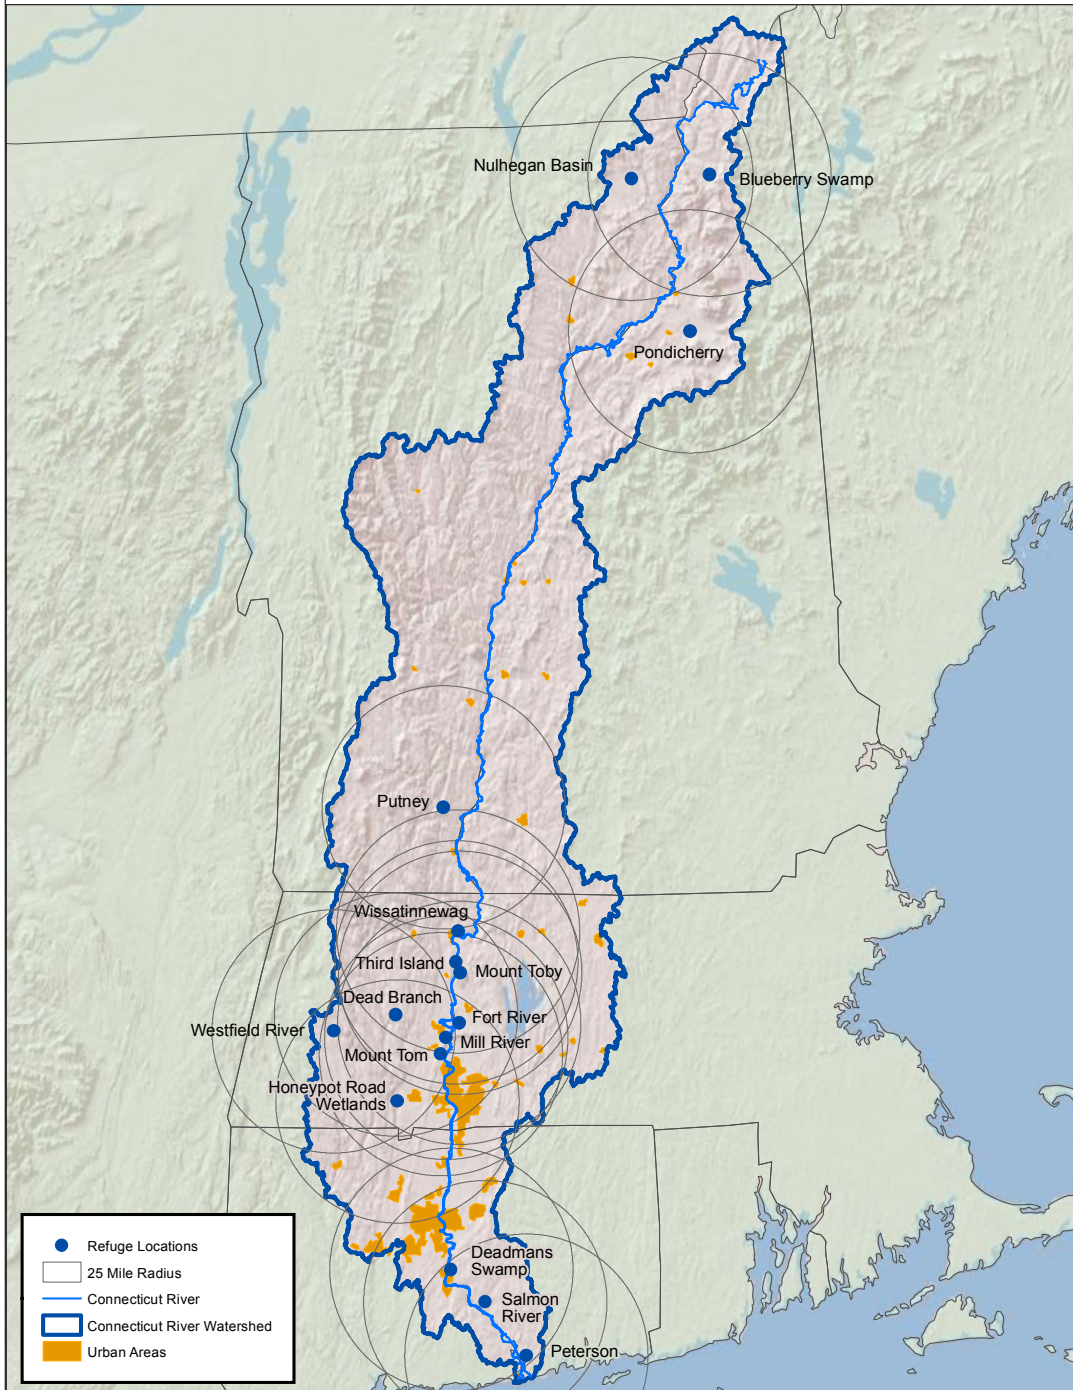 Nulhegan Basin
Blueberry Swamp
Pondicherry
Putney
Wissatinnewag
Third Island
Mount Toby
Dead Branch
Westfield River
Fort River
Mill River
Mount Tom
Honeypot Road
Wetlands
Deadmans
Swamp
Salmon
River
Peterson
Refuge Locations
25 Mile Radius
Connecticut River
Connecticut River Watershed
Urban Areas